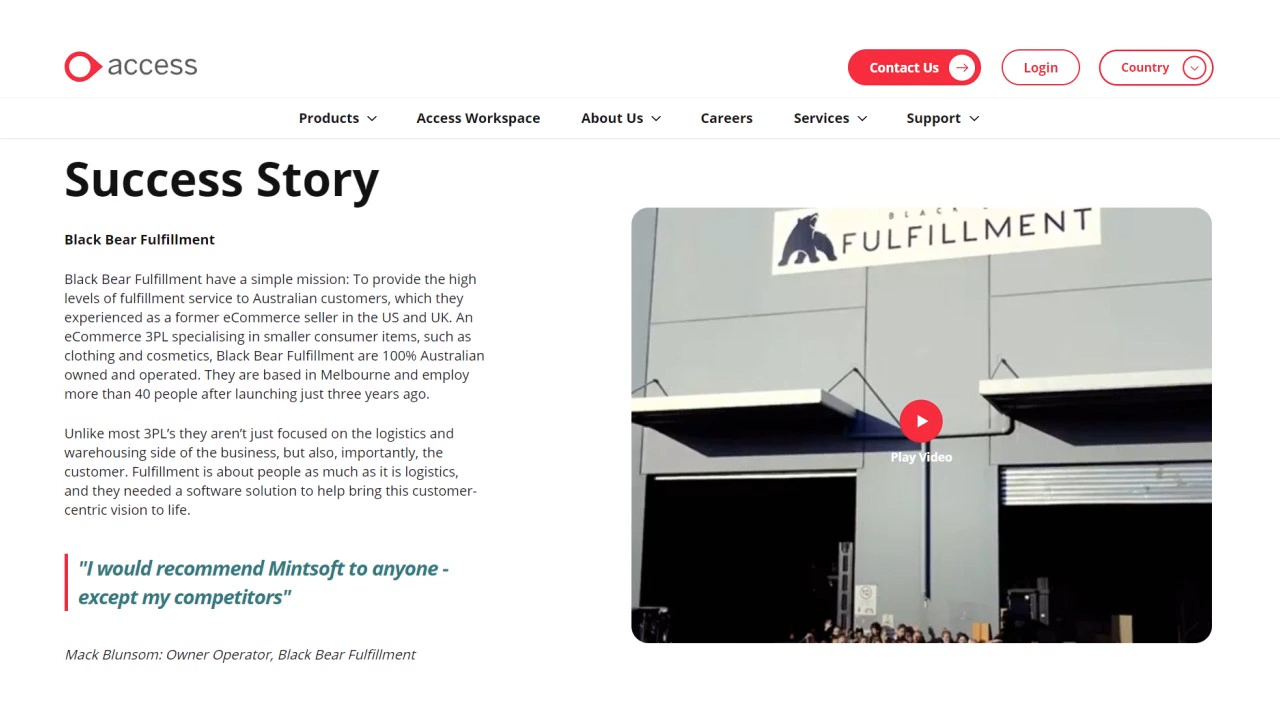 access
Contact Us
Login
Country
Products
Access Workspace
About Us
Careers
Services
Support
Success Story
Black Bear Fulfillment
Black Bear Fulfillment have a simple mission: To provide the high
levels of fulfillment service to Australian customers, which they
experienced as a former eCommerce seller in the US and UK. An
eCommerce 3PL specialising in smaller consumer items, such as
clothing and cosmetics, Black Bear Fulfillment are 100% Australian
owned and operated. They are based in Melbourne and employ
more than 40 people after launching just three years ago.
Unlike most 3PL’s they aren’t just focused on the logistics and
warehousing side of the business, but also, importantly, the
customer. Fulfillment is about people as much as it is logistics,
and they needed a software solution to help bring this customer-
centric vision to life.
"I would recommend Mintsoft to anyone -
except my competitors"
Mack Blunsom: Owner Operator, Black Bear Fulfillment
BLACK
FULFILLMENT
Play Video